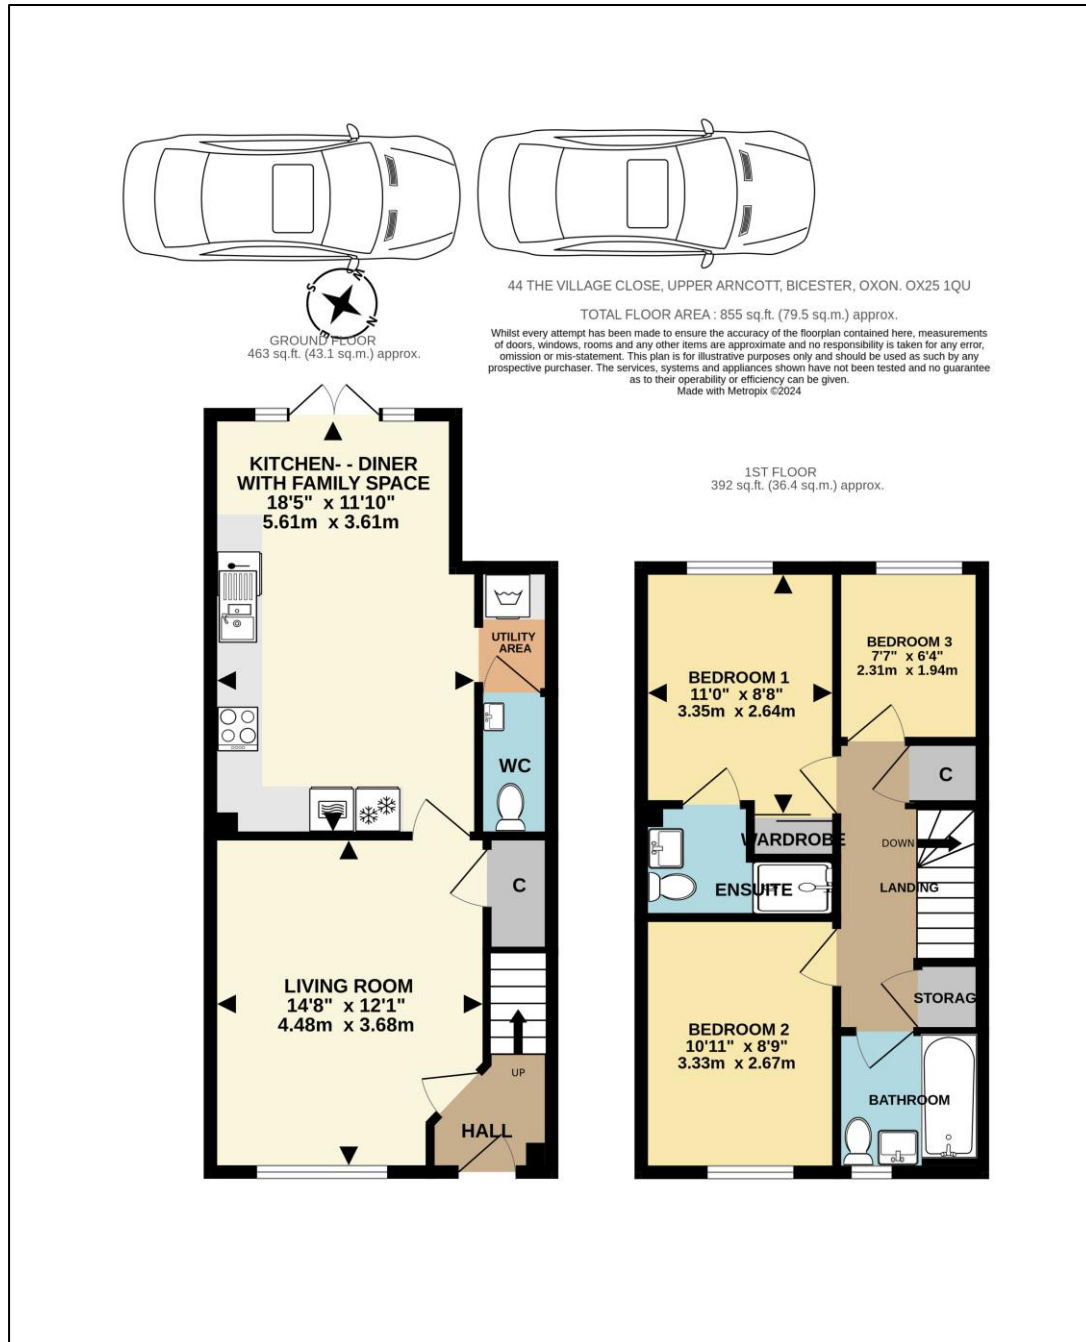 44 THE VILLAGE CLOSE, UPPER ARNCOTT, BICESTER, OXON. OX25 1QU
TOTAL FLOOR AREA : 855 sq.ft. (79.5 sq.m.) approx.
Whilst every attempt has been made to ensure the accuracy of the floorplan contained here, measurements
of doors, windows, rooms and any other items are approximate and no responsibility is taken for any error,
omission or mis-statement. This plan is for illustrative purposes only and should be used as such by any
prospective purchaser. The services, systems and appliances shown have not been tested and no guarantee
as to their operability or efficiency can be given.
Made with Metropix ©2024
S
W
N
E
GROUND FLOOR
463 sq.ft. (43.1 sq.m.) approx.
KITCHEN- - DINER
WITH FAMILY SPACE
18'5" x 11'10"
5.61m x 3.61m
UTILITY
AREA
WC
C
LIVING ROOM
14'8" x 12'1"
4.48m x 3.68m
UP
HALL
1ST FLOOR
392 sq.ft. (36.4 sq.m.) approx.
BEDROOM 3
7'7" x 6'4"
2.31m x 1.94m
BEDROOM 1
11'0" x 8'8"
3.35m x 2.64m
C
WARDROBE
DOWN
ENSUITE
LANDING
STORAG
BEDROOM 2
10'11" x 8'9"
3.33m x 2.67m
BATHROOM